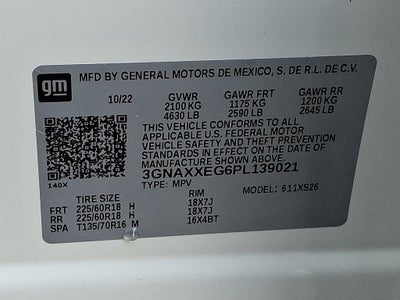 gm
MFD BY GENERAL MOTORS DE MEXICO, S. DE R.L. DE C.V.
10/22 GVWR GAWR FRT GAWR RR
2100 KG 1175 KG 1200 KG
4630 LB 2590 LB 2645 LB
THIS VEHICLE CONFORMS TO ALL
APPLICABLE U.S. FEDERAL MOTOR
VEHICLE SAFETY AND THEFT PREVENTION
STANDARDS IN EFFECT ON THE DATE OF
MANUFACTURE SHOWN ABOVE.
3GNAXXEG6PL139021
140X TYPE: MPV MODEL: 611XS26
TIRE SIZE RIM
FRT 225/60R18 H 18X7J
RR 225/60R18 H 18X7J
SPA T135/70R16 M 16X4BT